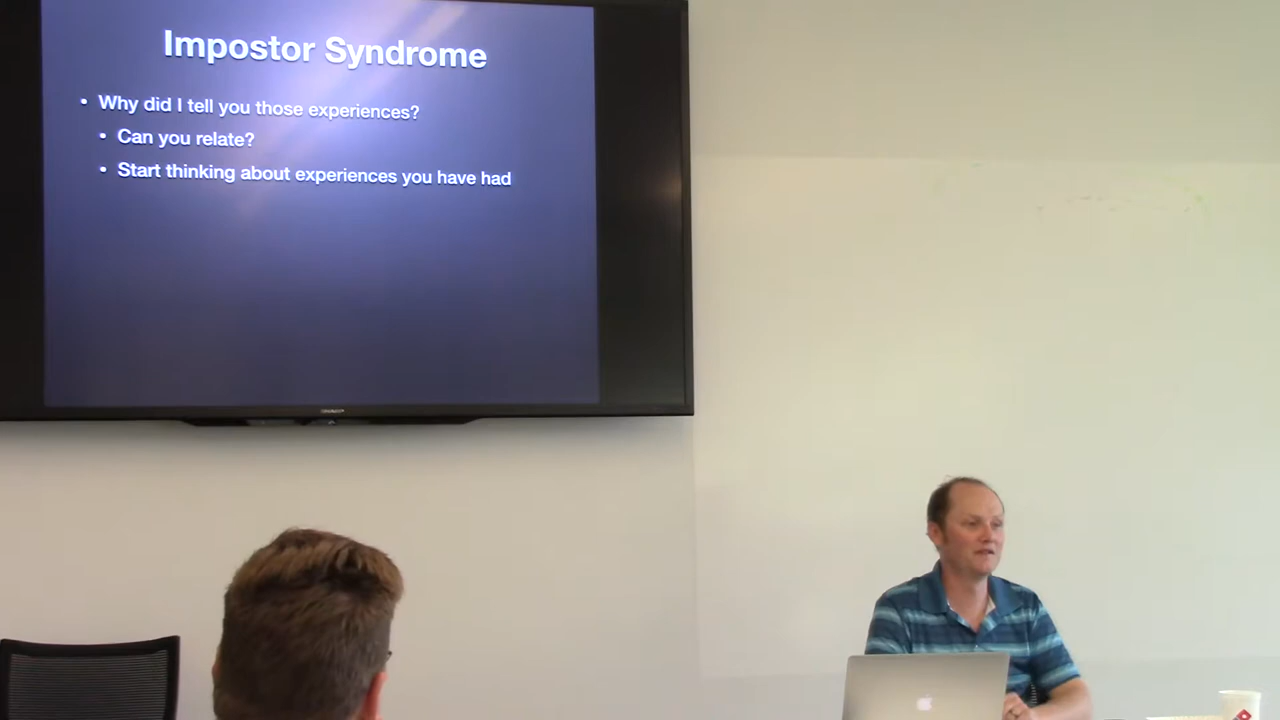 Impostor Syndrome
• Why did I tell you those experiences?
• Can you relate?
• Start thinking about experiences you have had